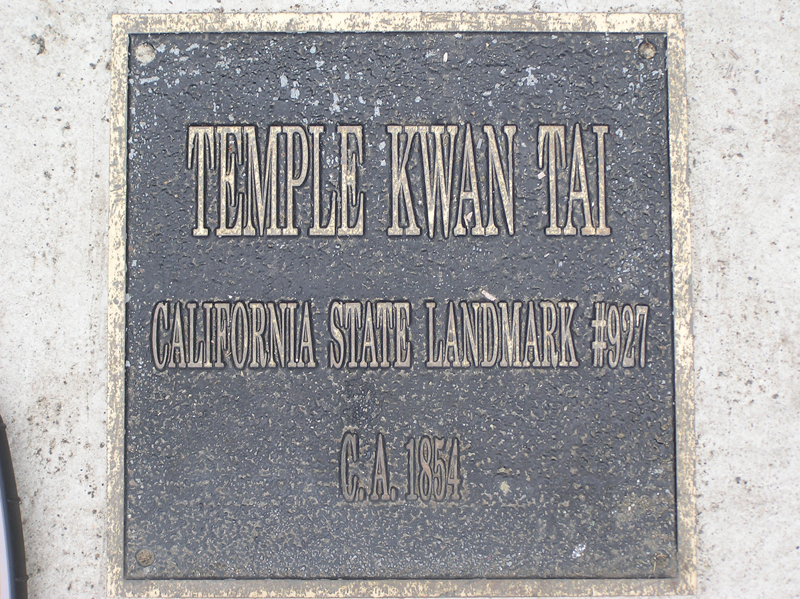 TEMPLE KWAN TAI
CALIFORNIA STATE LANDMARK #927
C.A. 1854